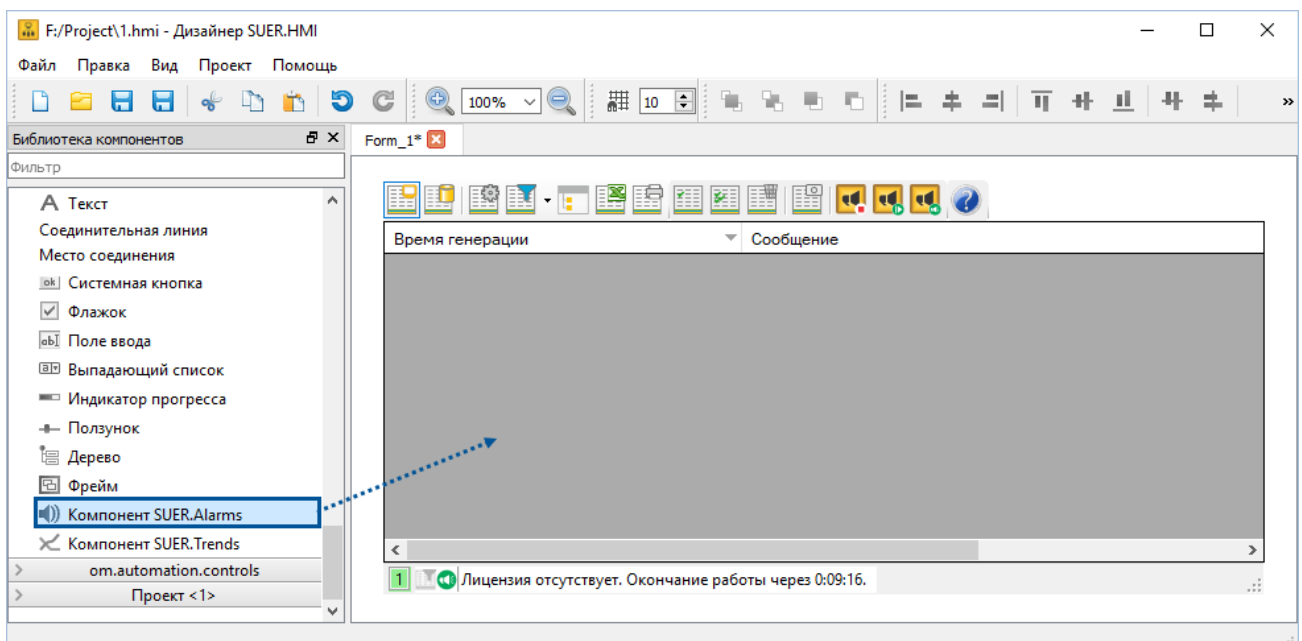 F:/Project\1.hmi - Дизайнер SUER.HMI
Файл Правка Вид Проект Помощь
100% 10
Библиотека компонентов
Form_1*
Фильтр
A Текст
Соединительная линия
Место соединения
ok Системная кнопка
Флажок
ab Поле ввода
a Выпадающий список
Индикатор прогресса
Ползунок
Дерево
Фрейм
Компонент SUER.Alarms
Компонент SUER.Trends
om.automation.controls
Проект <1>
Время генерации Сообщение
1 Лицензия отсутствует. Окончание работы через 0:09:16.